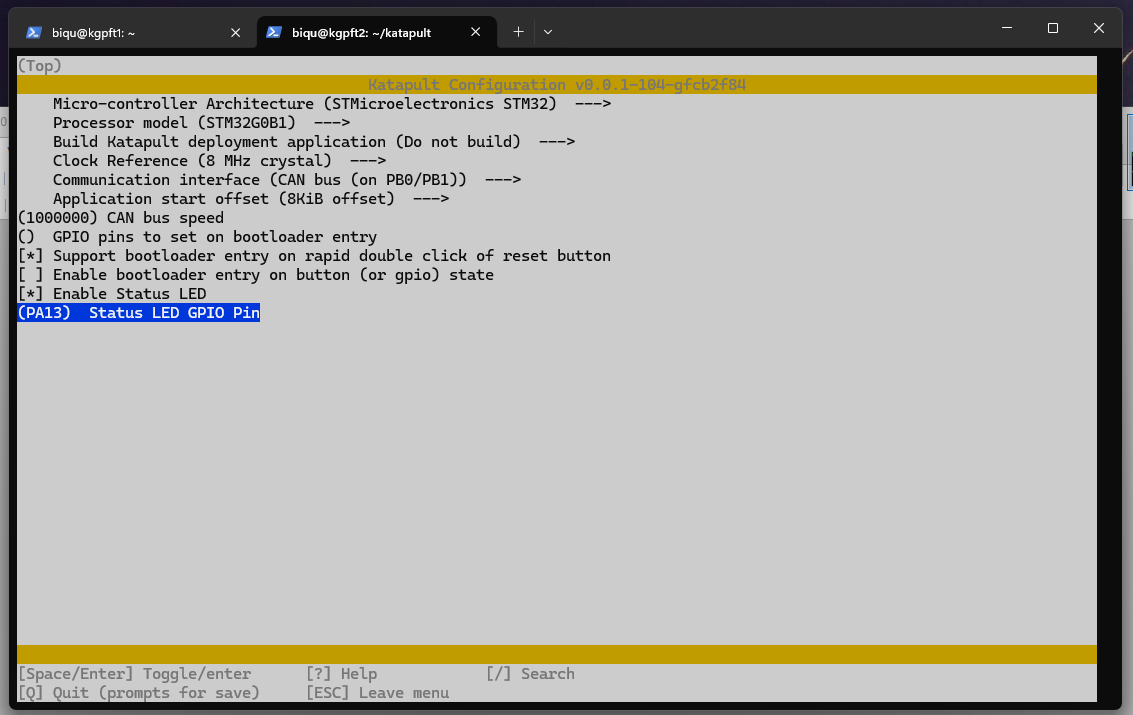 biqu@kgpft1: ~
biqu@kgpft2: ~/katapult
(Top)
Katapult Configuration v0.0.1-104-gfcb2f84
Micro-controller Architecture (STMicroelectronics STM32) --->
Processor model (STM32G0B1) --->
Build Katapult deployment application (Do not build) --->
Clock Reference (8 MHz crystal) --->
Communication interface (CAN bus (on PB0/PB1)) --->
Application start offset (8KiB offset) --->
(1000000) CAN bus speed
() GPIO pins to set on bootloader entry
[*] Support bootloader entry on rapid double click of reset button
[ ] Enable bootloader entry on button (or gpio) state
[*] Enable Status LED
(PA13) Status LED GPIO Pin
[Space/Enter] Toggle/enter [?] Help [/] Search
[Q] Quit (prompts for save) [ESC] Leave menu